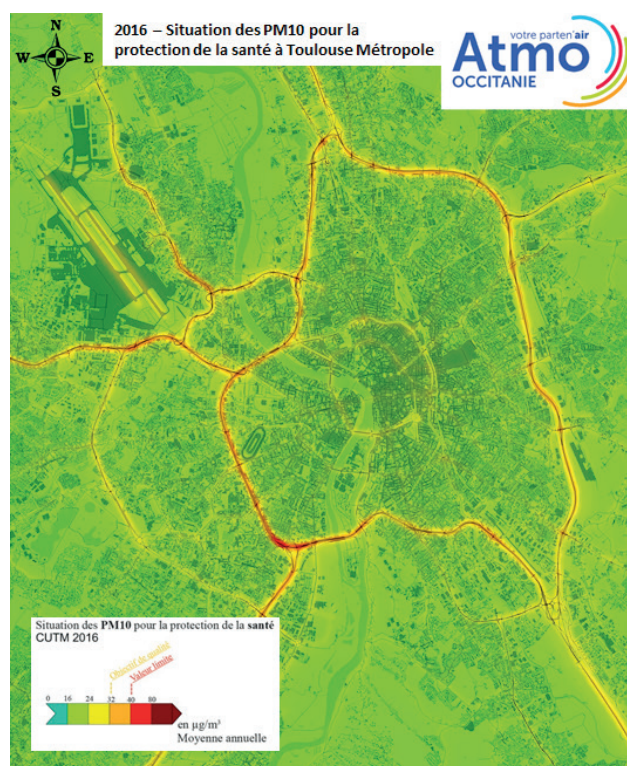 2016 – Situation des PM10 pour la
protection de la santé à Toulouse Métropole
votre parten'air
Atmo
OCCITANIE
N
W E
S
Situation des PM10 pour la protection de la santé
CUTM 2016
Objectif de qualité
Valeur limite
0 16 24 32 40 80
en µg/m³
Moyenne annuelle